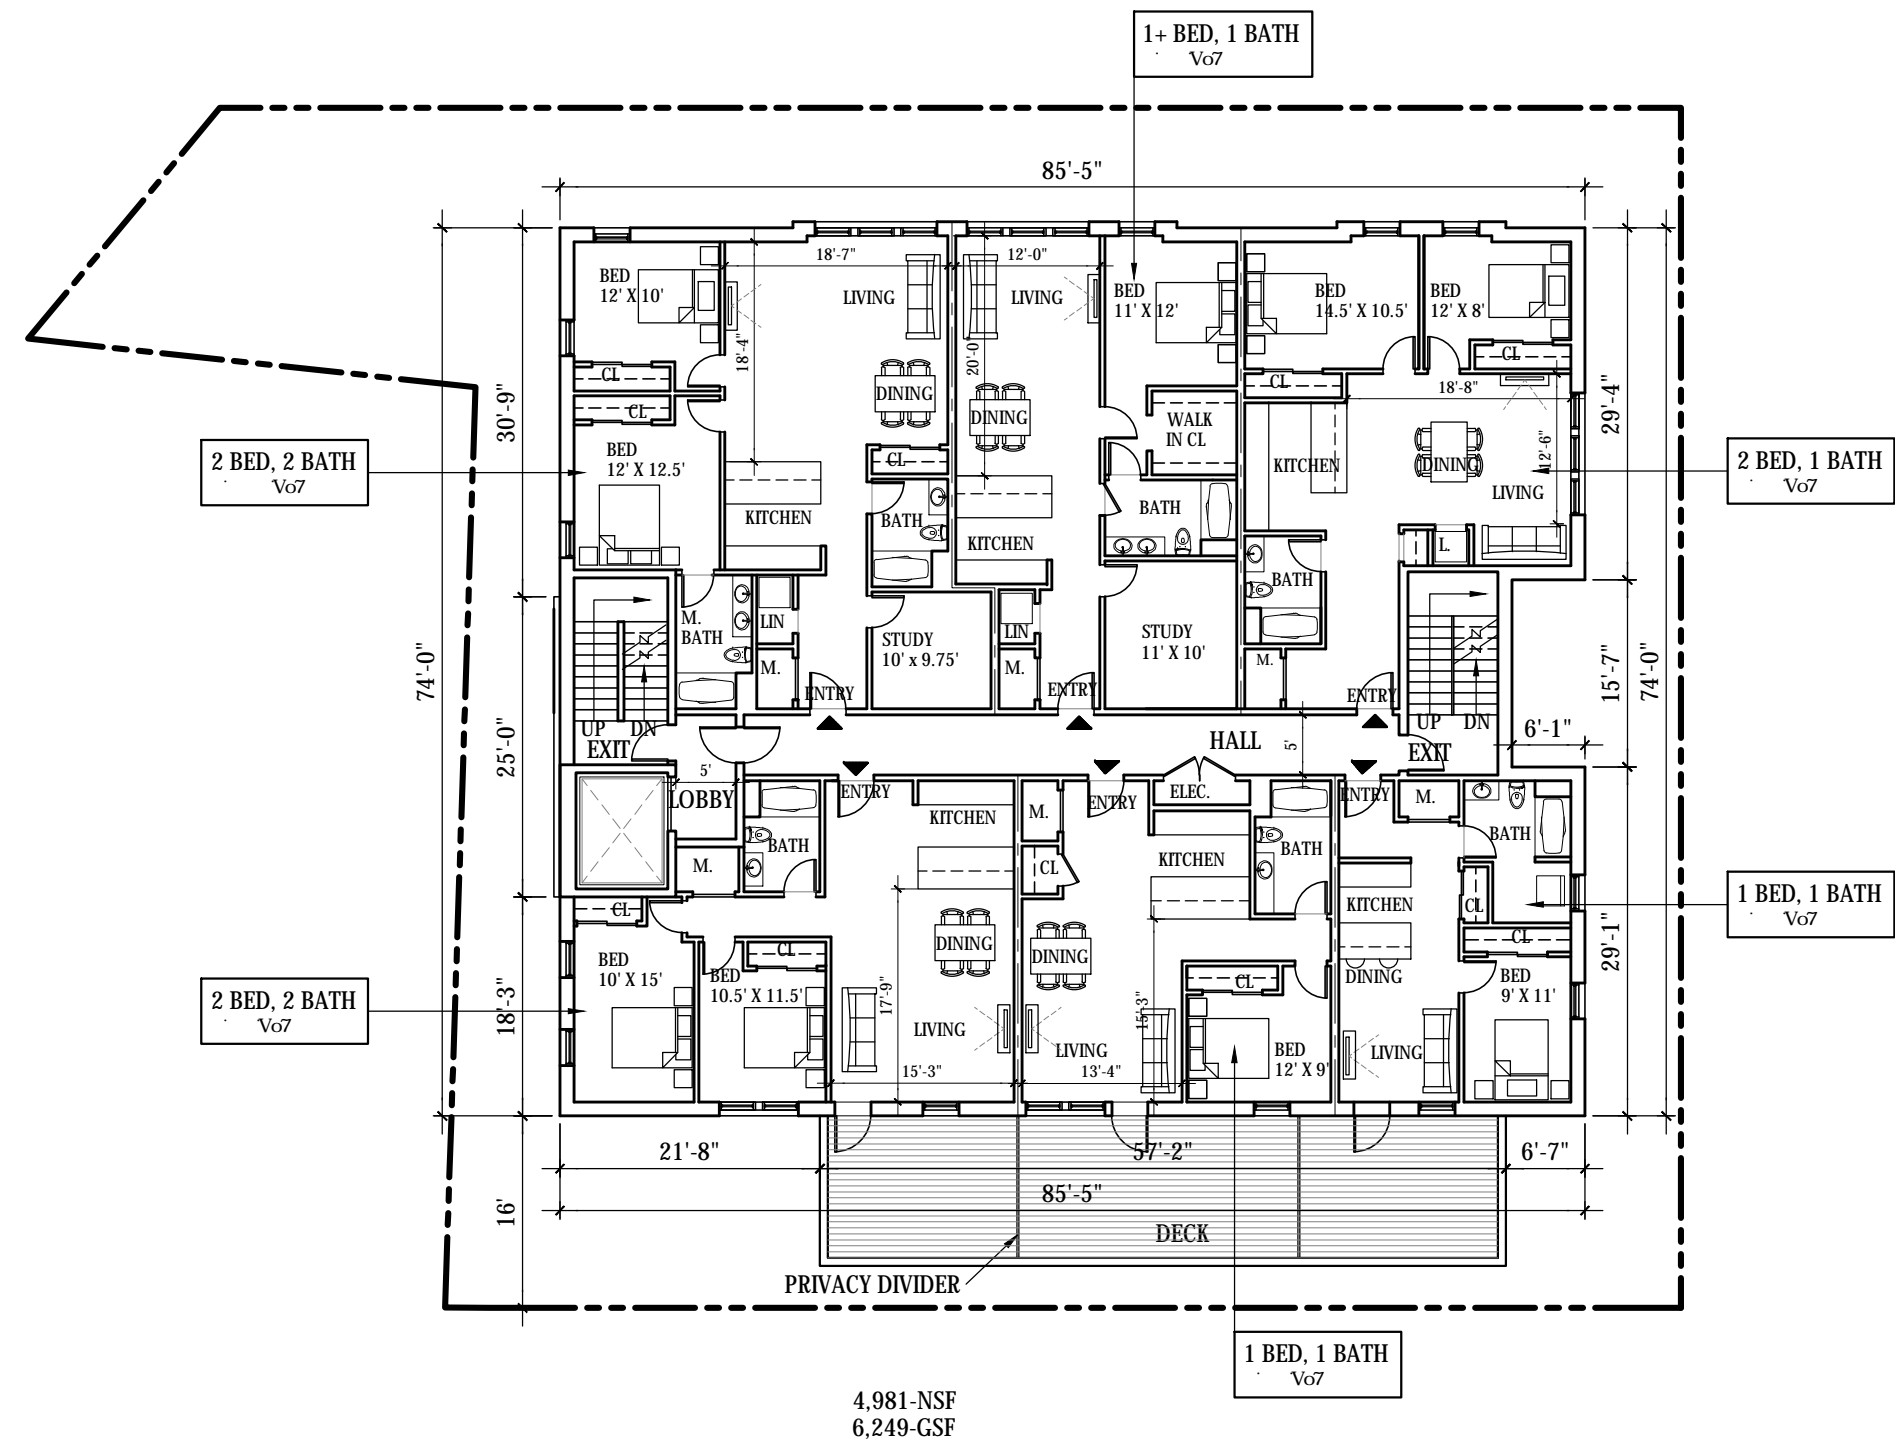 1+ BED, 1 BATH
Vo7
85'-5"
18'-7"
12'-0"
BED
12' X 10'
LIVING
LIVING
BED
11' X 12'
BED
14.5' X 10.5'
BED
12' X 8'
18'-4"
20'-0"
CL
CL
CL
18'-8"
30'-9"
29'-4"
CL
DINING
DINING
WALK
IN CL
BED
12' X 12.5'
CL
KITCHEN
DINING
12'-6"
LIVING
2 BED, 2 BATH
Vo7
2 BED, 1 BATH
Vo7
KITCHEN
BATH
KITCHEN
BATH
L.
BATH
M.
BATH
LIN
STUDY
10' x 9.75'
LIN
STUDY
11' X 10'
74'-0"
15'-7"
74'-0"
M.
ENTRY
M.
ENTRY
M.
ENTRY
UP
DN
EXIT
HALL
5'
UP
DN
EXIT
6'-1"
25'-0"
5'
LOBBY
ENTRY
KITCHEN
M.
ENTRY
ELEC.
ENTRY
M.
BATH
BATH
BATH
M.
CL
KITCHEN
KITCHEN
CL
CL
1 BED, 1 BATH
Vo7
DINING
DINING
CL
CL
BED
10' X 15'
BED
10.5' X 11.5'
DINING
BED
9' X 11'
CL
29'-1"
18'-3"
2 BED, 2 BATH
Vo7
17'-9"
15'-3"
LIVING
LIVING
BED
12' X 9'
LIVING
15'-3"
13'-4"
21'-8"
57'-2"
6'-7"
85'-5"
16'
DECK
PRIVACY DIVIDER
1 BED, 1 BATH
Vo7
4,981-NSF
6,249-GSF